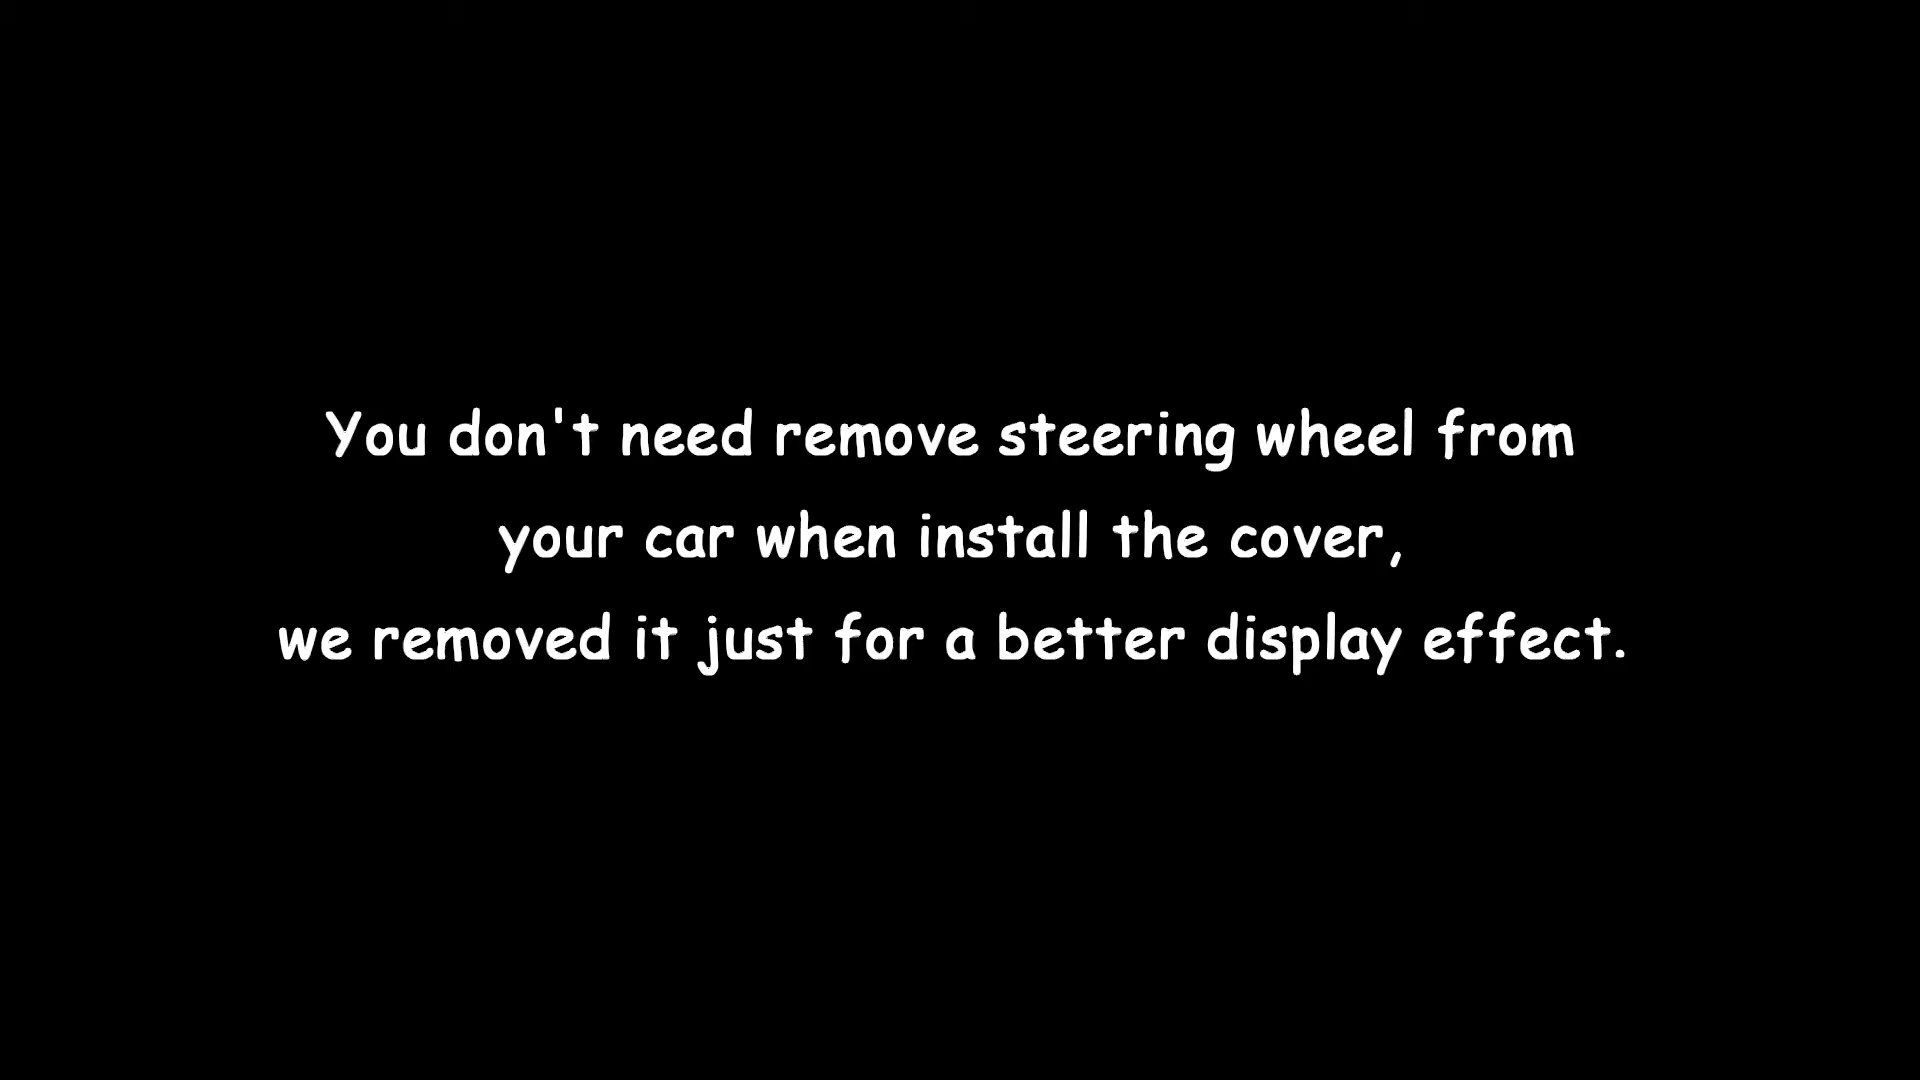 You don't need remove steering wheel from
your car when install the cover,
we removed it just for a better display effect.